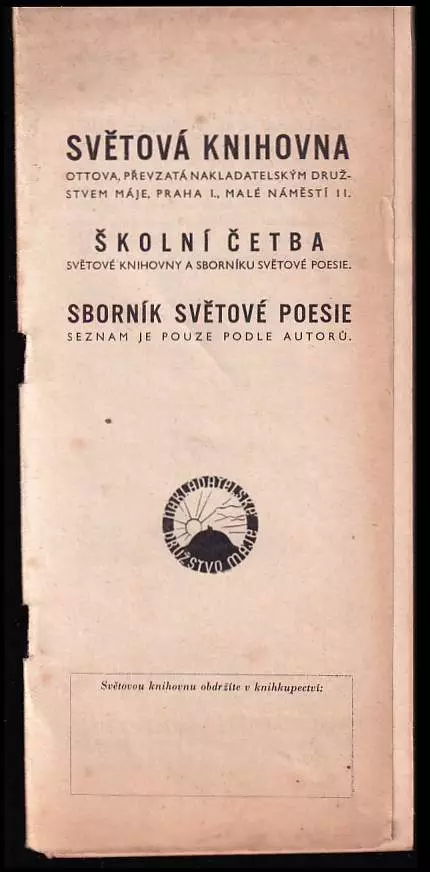 SVĚTOVÁ KNIHOVNA
OTTOVA, PŘEVZATÁ NAKLADATELSKÝM DRUŽ-
STVEM MÁJE, PRAHA I., MALÉ NÁMĚSTÍ 11.
ŠKOLNÍ ČETBA
SVĚTOVÉ KNIHOVNY A SBORNÍKU SVĚTOVÉ POESIE.
SBORNÍK SVĚTOVÉ POESIE
SEZNAM JE POUZE PODLE AUTORŮ.
NAKLADATELSKÉ
DRUŽSTVO MÁJE
Světovou knihovnu obdržíte v knihkupectví: